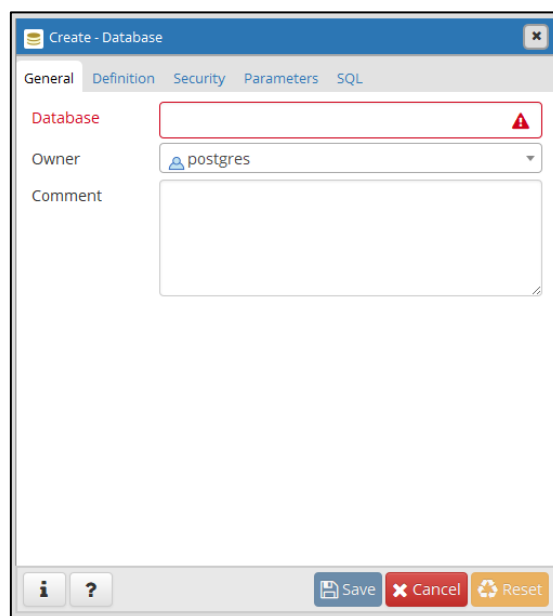 Create - Database
General Definition Security Parameters SQL
Database
Owner postgres
Comment
i ? Save Cancel Reset